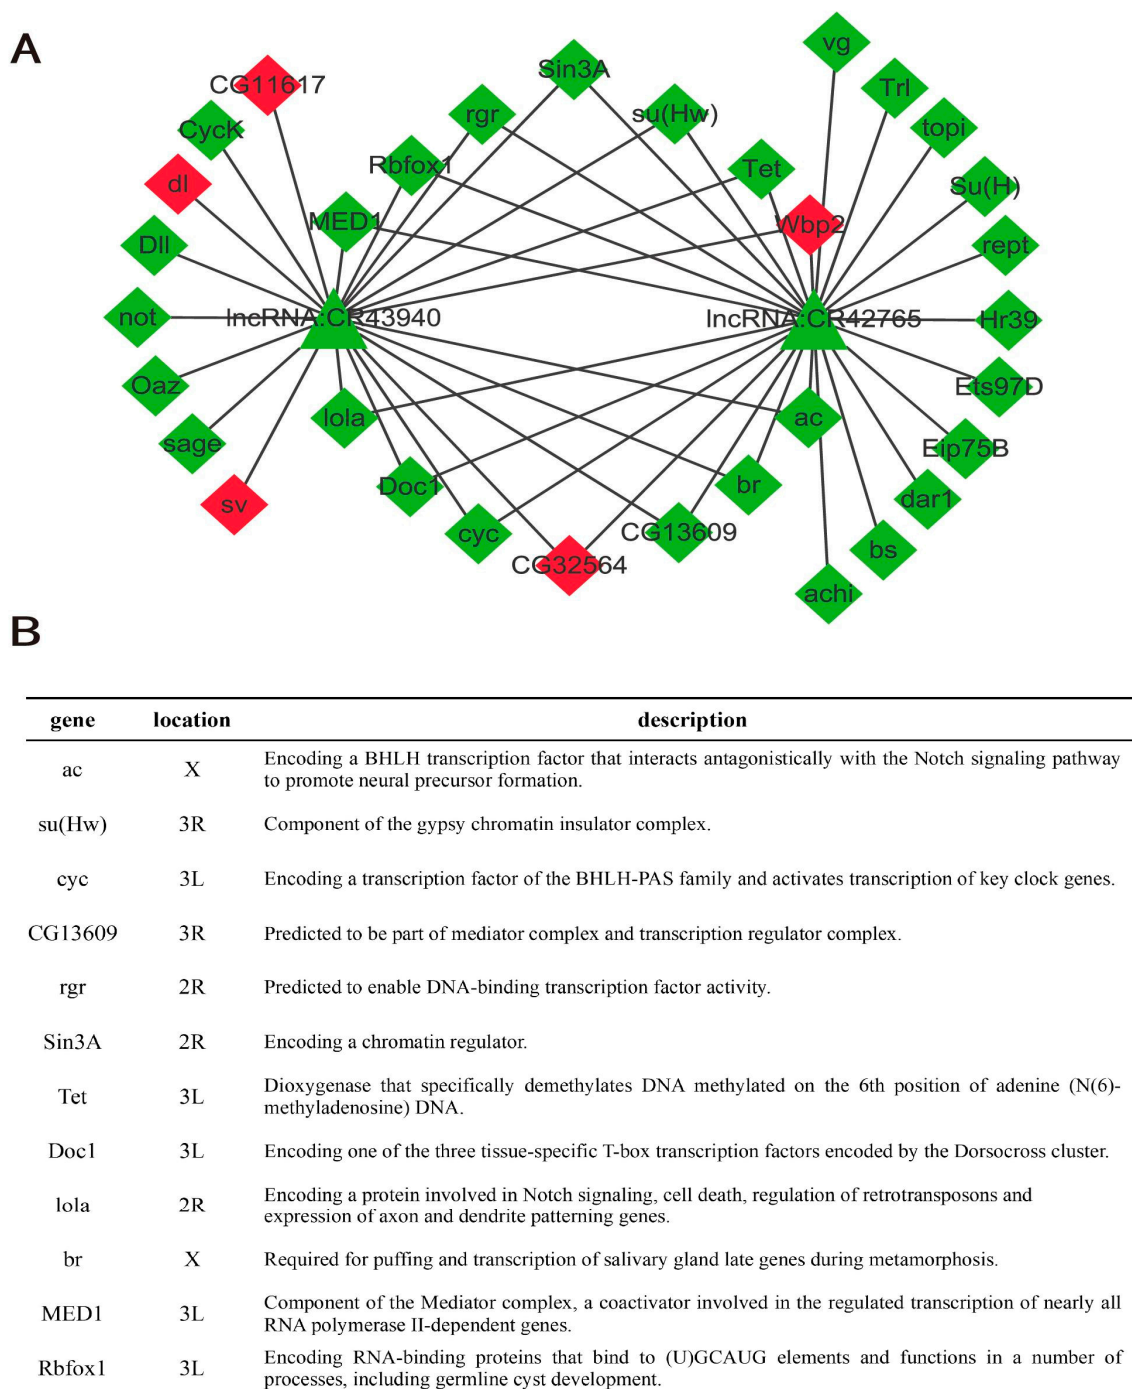 A
CG11617
CycK
dl
Dll
not
Oaz
sage
sv
MED1
Rbfox1
rgr
Sin3A
su(Hw)
Tet
Wbp2
vg
Trl
topi
Su(H)
rept
Hr39
Ets97D
Eip75B
dar1
bs
achi
lncRNA:CR43940
lncRNA:CR42765
lola
Doc1
cyc
CG32564
CG13609
br
ac
B
gene location description
ac X Encoding a BHLH transcription factor that interacts antagonistically with the Notch signaling pathway
to promote neural precursor formation.
su(Hw) 3R Component of the gypsy chromatin insulator complex.
cyc 3L Encoding a transcription factor of the BHLH-PAS family and activates transcription of key clock genes.
CG13609 3R Predicted to be part of mediator complex and transcription regulator complex.
rgr 2R Predicted to enable DNA-binding transcription factor activity.
Sin3A 2R Encoding a chromatin regulator.
Tet 3L Dioxygenase that specifically demethylates DNA methylated on the 6th position of adenine (N(6)-
methyladenosine) DNA.
Doc1 3L Encoding one of the three tissue-specific T-box transcription factors encoded by the Dorsocross cluster.
lola 2R Encoding a protein involved in Notch signaling, cell death, regulation of retrotransposons and
expression of axon and dendrite patterning genes.
br X Required for puffing and transcription of salivary gland late genes during metamorphosis.
MED1 3L Component of the Mediator complex, a coactivator involved in the regulated transcription of nearly all
RNA polymerase II-dependent genes.
Rbfox1 3L Encoding RNA-binding proteins that bind to (U)GCAUG elements and functions in a number of
processes, including germline cyst development.